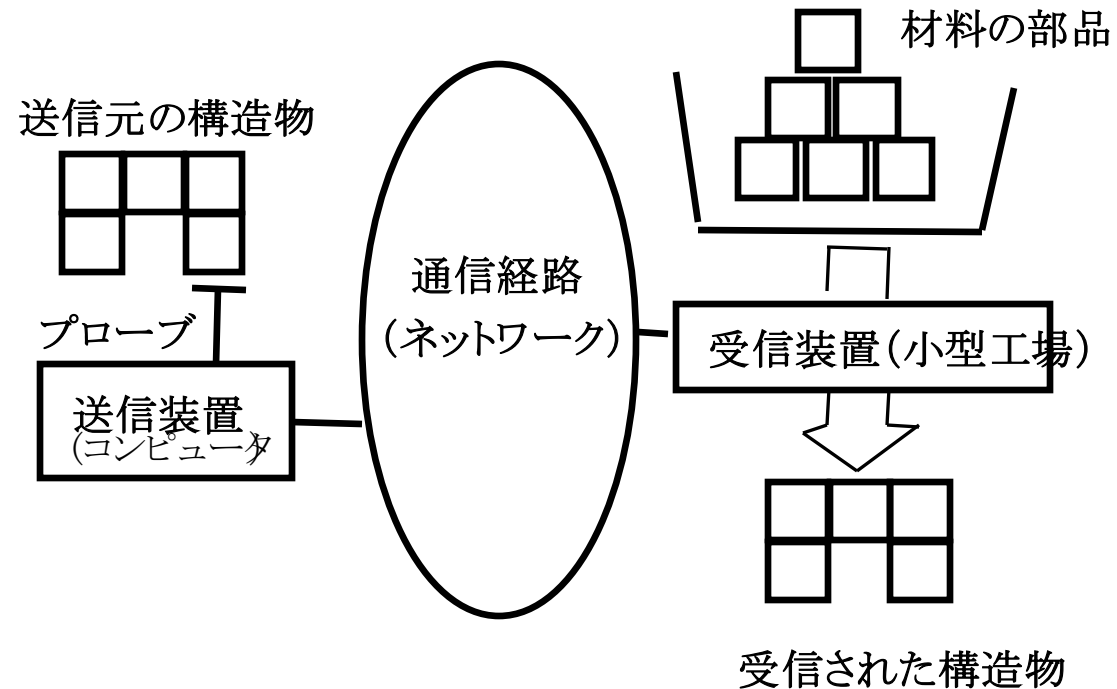 材料の部品
送信元の構造物
通信経路
(ネットワーク)
プローブ
受信装置(小型工場)
送信装置
(コンピュータ)
受信された構造物